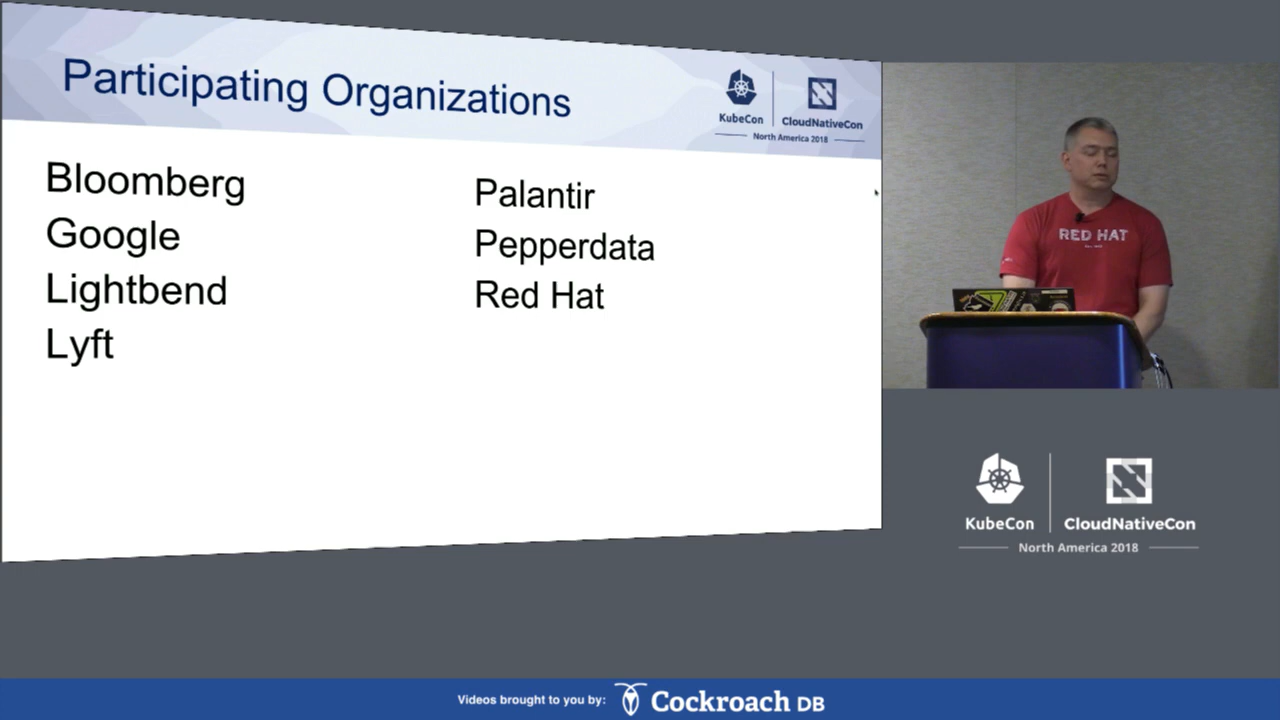 Participating Organizations
KubeCon
CloudNativeCon
North America 2018
Bloomberg
Google
Lightbend
Lyft
Palantir
Pepperdata
Red Hat
RED HAT
KubeCon
CloudNativeCon
North America 2018
Videos brought to you by:
Cockroach DB